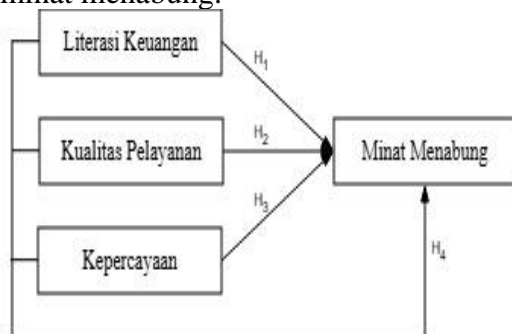 minat menabung.
Literasi Keuangan
H1
Kualitas Pelayanan
H2
Minat Menabung
H3
Kepercayaan
H4